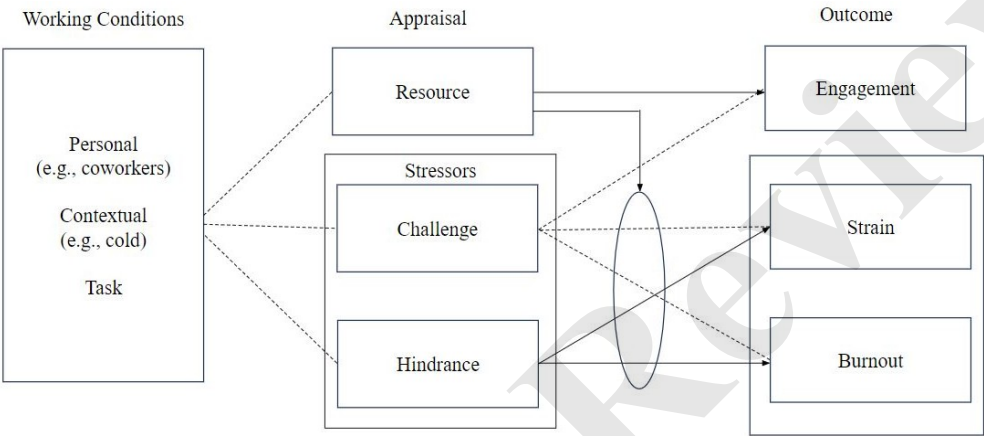 Working Conditions
Appraisal
Outcome
Personal
(e.g., coworkers)
Contextual
(e.g., cold)
Task
Resource
Stressors
Challenge
Hindrance
Engagement
Strain
Burnout
Review